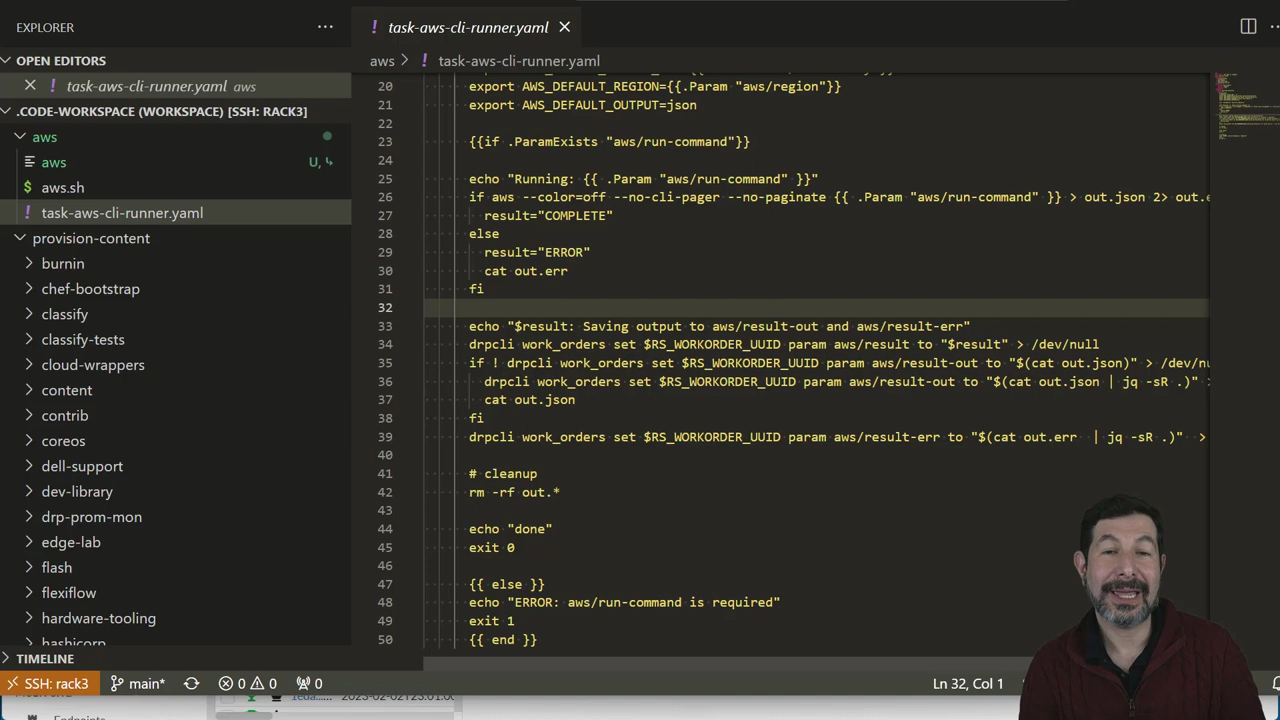 EXPLORER
task-aws-cli-runner.yaml
OPEN EDITORS
task-aws-cli-runner.yaml aws
.CODE-WORKSPACE (WORKSPACE) [SSH: RACK3]
aws
aws U,
$ aws.sh
! task-aws-cli-runner.yaml
provision-content
burnin
chef-bootstrap
classify
classify-tests
cloud-wrappers
content
contrib
coreos
dell-support
dev-library
drp-prom-mon
edge-lab
flash
flexiflow
hardware-tooling
hashicorp
TIMELINE
aws > ! task-aws-cli-runner.yaml
20 export AWS_DEFAULT_REGION={{.Param "aws/region"}}
21 export AWS_DEFAULT_OUTPUT=json
22
23 {{if .ParamExists "aws/run-command"}}
24
25 echo "Running: {{ .Param "aws/run-command" }}"
26 if aws --color=off --no-cli-pager --no-paginate {{ .Param "aws/run-command" }} > out.json 2> out.e
27 result="COMPLETE"
28 else
29 result="ERROR"
30 cat out.err
31 fi
32
33 echo "$result: Saving output to aws/result-out and aws/result-err"
34 drpcli work_orders set $RS_WORKORDER_UUID param aws/result to "$result" > /dev/null
35 if ! drpcli work_orders set $RS_WORKORDER_UUID param aws/result-out to "$(cat out.json)" > /dev/nu
36 drpcli work_orders set $RS_WORKORDER_UUID param aws/result-out to "$(cat out.json | jq -sR .)" >
37 cat out.json
38 fi
39 drpcli work_orders set $RS_WORKORDER_UUID param aws/result-err to "$(cat out.err | jq -sR .)" >
40
41 # cleanup
42 rm -rf out.*
43
44 echo "done"
45 exit 0
46
47 {{ else }}
48 echo "ERROR: aws/run-command is required"
49 exit 1
50 {{ end }}
SSH: rack3 main* 0 0 0 Ln 32, Col 1